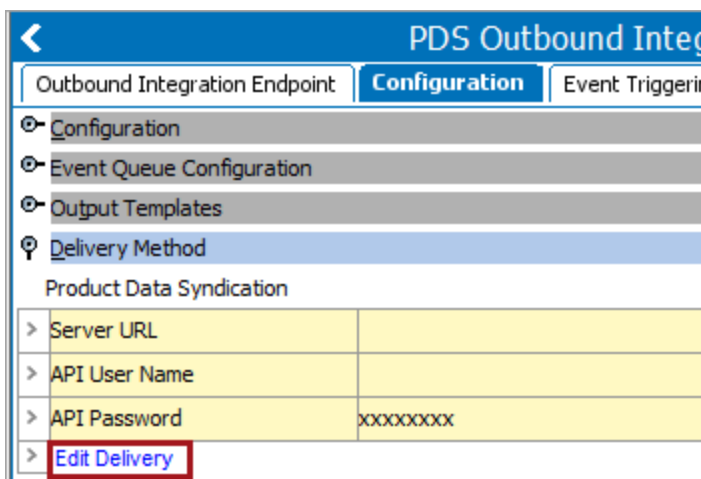 PDS Outbound Integ
Outbound Integration Endpoint Configuration Event Triggeri
Configuration
Event Queue Configuration
Output Templates
Delivery Method
Product Data Syndication
Server URL
API User Name
API Password xxxxxxxx
Edit Delivery